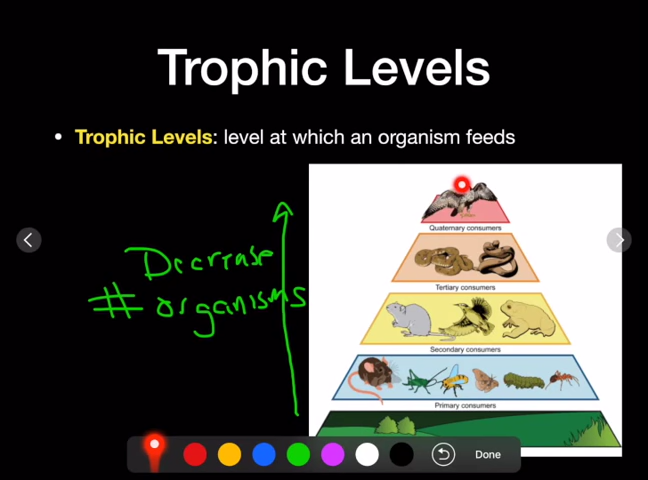 Trophic Levels
• Trophic Levels: level at which an organism feeds
Quaternary consumers
Decrease
# organisms
Tertiary consumers
Secondary consumers
Primary consumers
Done